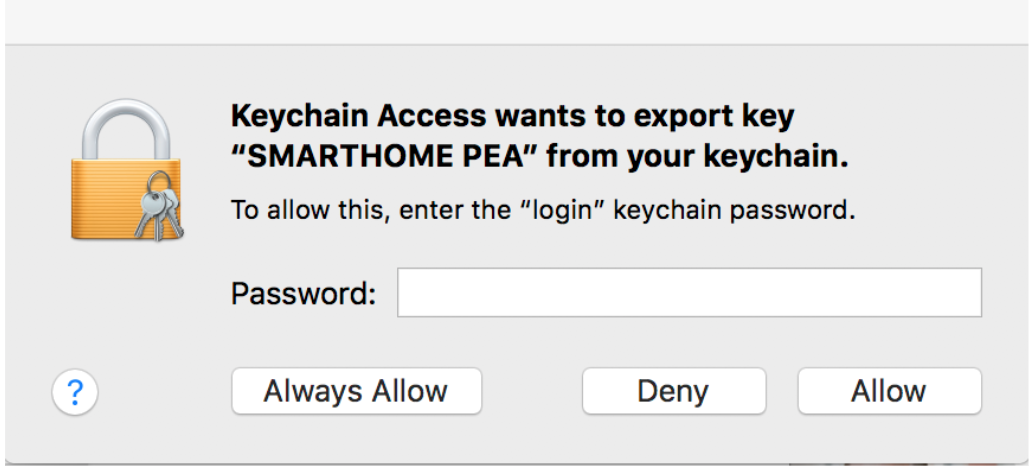 Keychain Access wants to export key
“SMARTHOME PEA” from your keychain.
To allow this, enter the “login” keychain password.
Password:
?
Always Allow
Deny
Allow